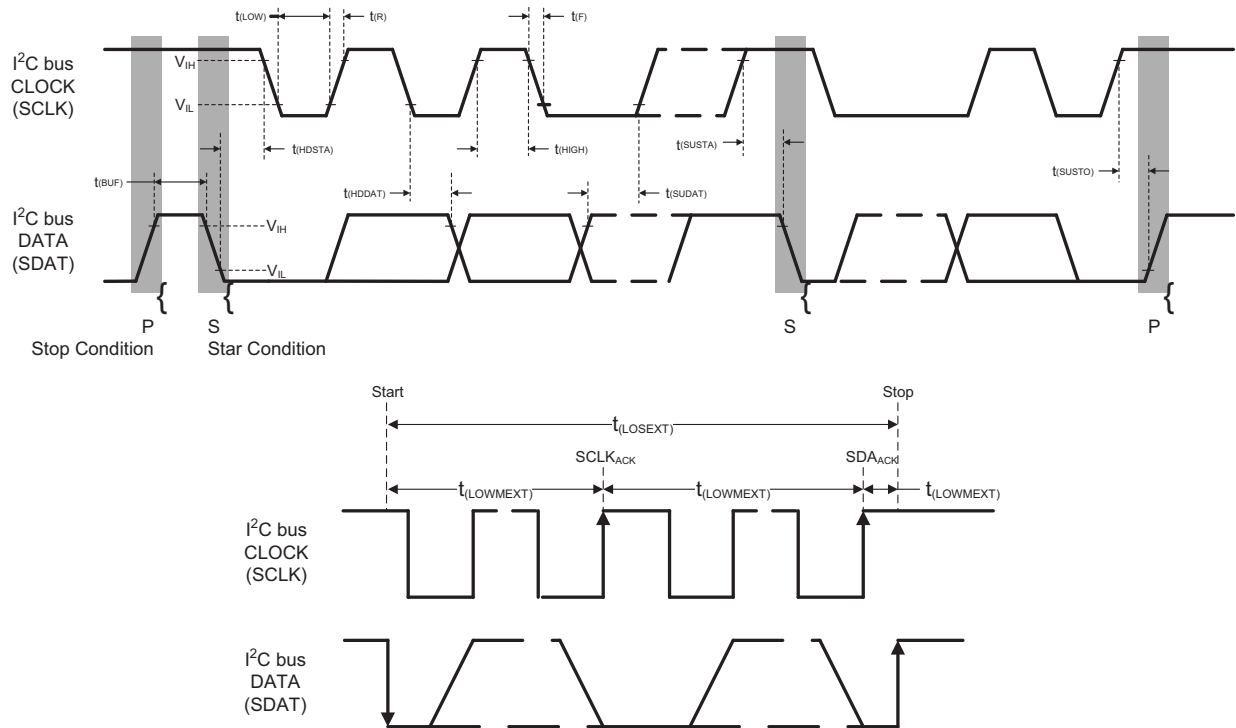 t(LOW)
t(R)
t(F)
I2C bus
CLOCK
(SCLK)
VIH
VIL
t(HDSTA)
t(HIGH)
t(SUSTA)
t(SUSTO)
t(BUF)
t(HDDAT)
t(SUDAT)
I2C bus
DATA
(SDAT)
VIH
VIL
P
S
S
P
Stop Condition
Star Condition
Start
Stop
t(LOSEXT)
SCLKACK
SDAACK
t(LOWMEXT)
t(LOWMEXT)
t(LOWMEXT)
I2C bus
CLOCK
(SCLK)
I2C bus
DATA
(SDAT)